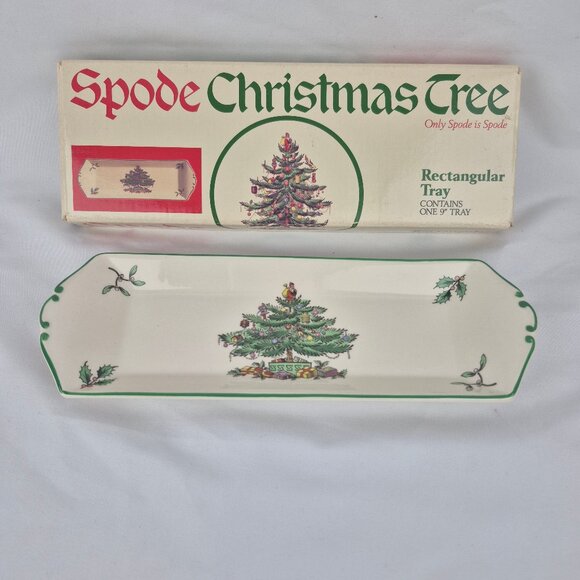 Spode Christmas Tree
Only Spode is Spode
Rectangular
Tray
CONTAINS
ONE 9" TRAY